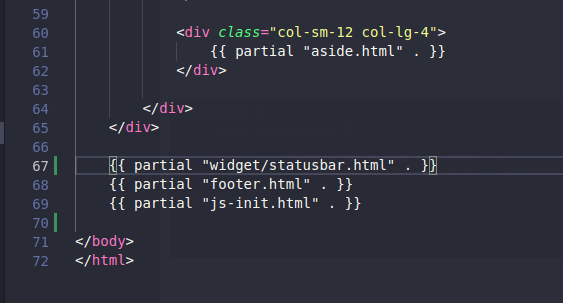 59
60 <div class="col-sm-12 col-lg-4">
61 {{ partial "aside.html" . }}
62 </div>
63
64 </div>
65 </div>
66
67 {{ partial "widget/statusbar.html" . }}
68 {{ partial "footer.html" . }}
69 {{ partial "js-init.html" . }}
70
71 </body>
72 </html>